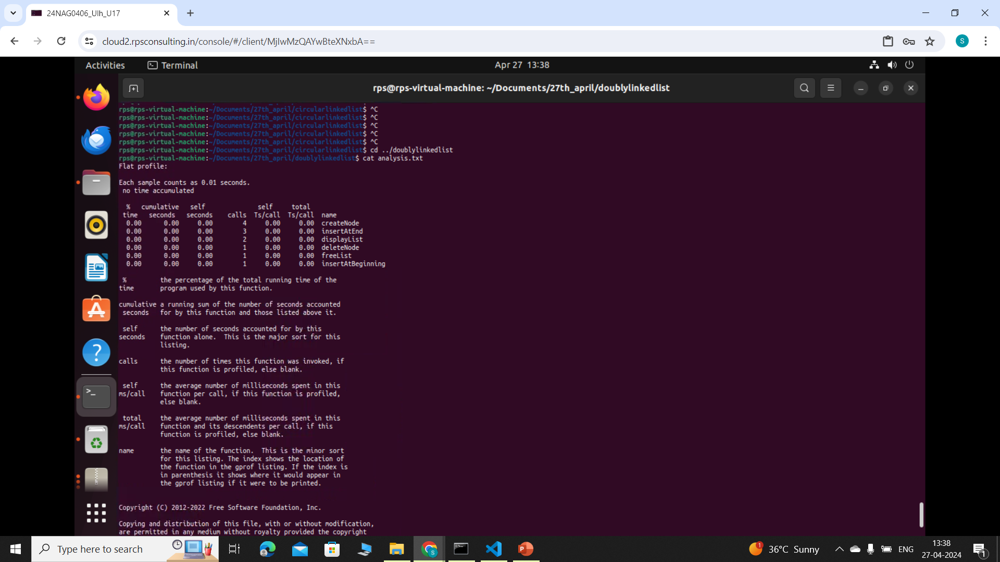 24NAG0406_UIh_U17
cloud2.rpsconsulting.in/console/#/client/MjIwMzQAYwBteXNxbA==
S
Activities Terminal Apr 27 13:38
rps@rps-virtual-machine: ~/Documents/27th_april/doublylinkedlist
rps@rps-virtual-machine:~/Documents/27th_april/circularlinkedlist$ ^C
rps@rps-virtual-machine:~/Documents/27th_april/circularlinkedlist$ ^C
rps@rps-virtual-machine:~/Documents/27th_april/circularlinkedlist$ ^C
rps@rps-virtual-machine:~/Documents/27th_april/circularlinkedlist$ ^C
rps@rps-virtual-machine:~/Documents/27th_april/circularlinkedlist$ ^C
rps@rps-virtual-machine:~/Documents/27th_april/circularlinkedlist$ cd ../doublylinkedlist
rps@rps-virtual-machine:~/Documents/27th_april/doublylinkedlist$ cat analysis.txt
Flat profile:
Each sample counts as 0.01 seconds.
no time accumulated
% cumulative self self total
time seconds seconds calls Ts/call Ts/call name
0.00 0.00 0.00 4 0.00 0.00 createNode
0.00 0.00 0.00 3 0.00 0.00 insertAtEnd
0.00 0.00 0.00 2 0.00 0.00 displayList
0.00 0.00 0.00 1 0.00 0.00 deleteNode
0.00 0.00 0.00 1 0.00 0.00 freeList
0.00 0.00 0.00 1 0.00 0.00 insertAtBeginning
% the percentage of the total running time of the
time program used by this function.
cumulative a running sum of the number of seconds accounted
seconds for by this function and those listed above it.
self the number of seconds accounted for by this
seconds function alone. This is the major sort for this
listing.
calls the number of times this function was invoked, if
this function is profiled, else blank.
self the average number of milliseconds spent in this
ms/call function per call, if this function is profiled,
else blank.
total the average number of milliseconds spent in this
ms/call function and its descendents per call, if this
function is profiled, else blank.
name the name of the function. This is the minor sort
for this listing. The index shows the location of
the function in the gprof listing. If the index is
in parenthesis it shows where it would appear in
the gprof listing if it were to be printed.
Copyright (C) 2012-2022 Free Software Foundation, Inc.
Copying and distribution of this file, with or without modification,
are permitted in any medium without royalty provided the copyright
Type here to search
36°C Sunny
ENG
13:38
27-04-2024
1